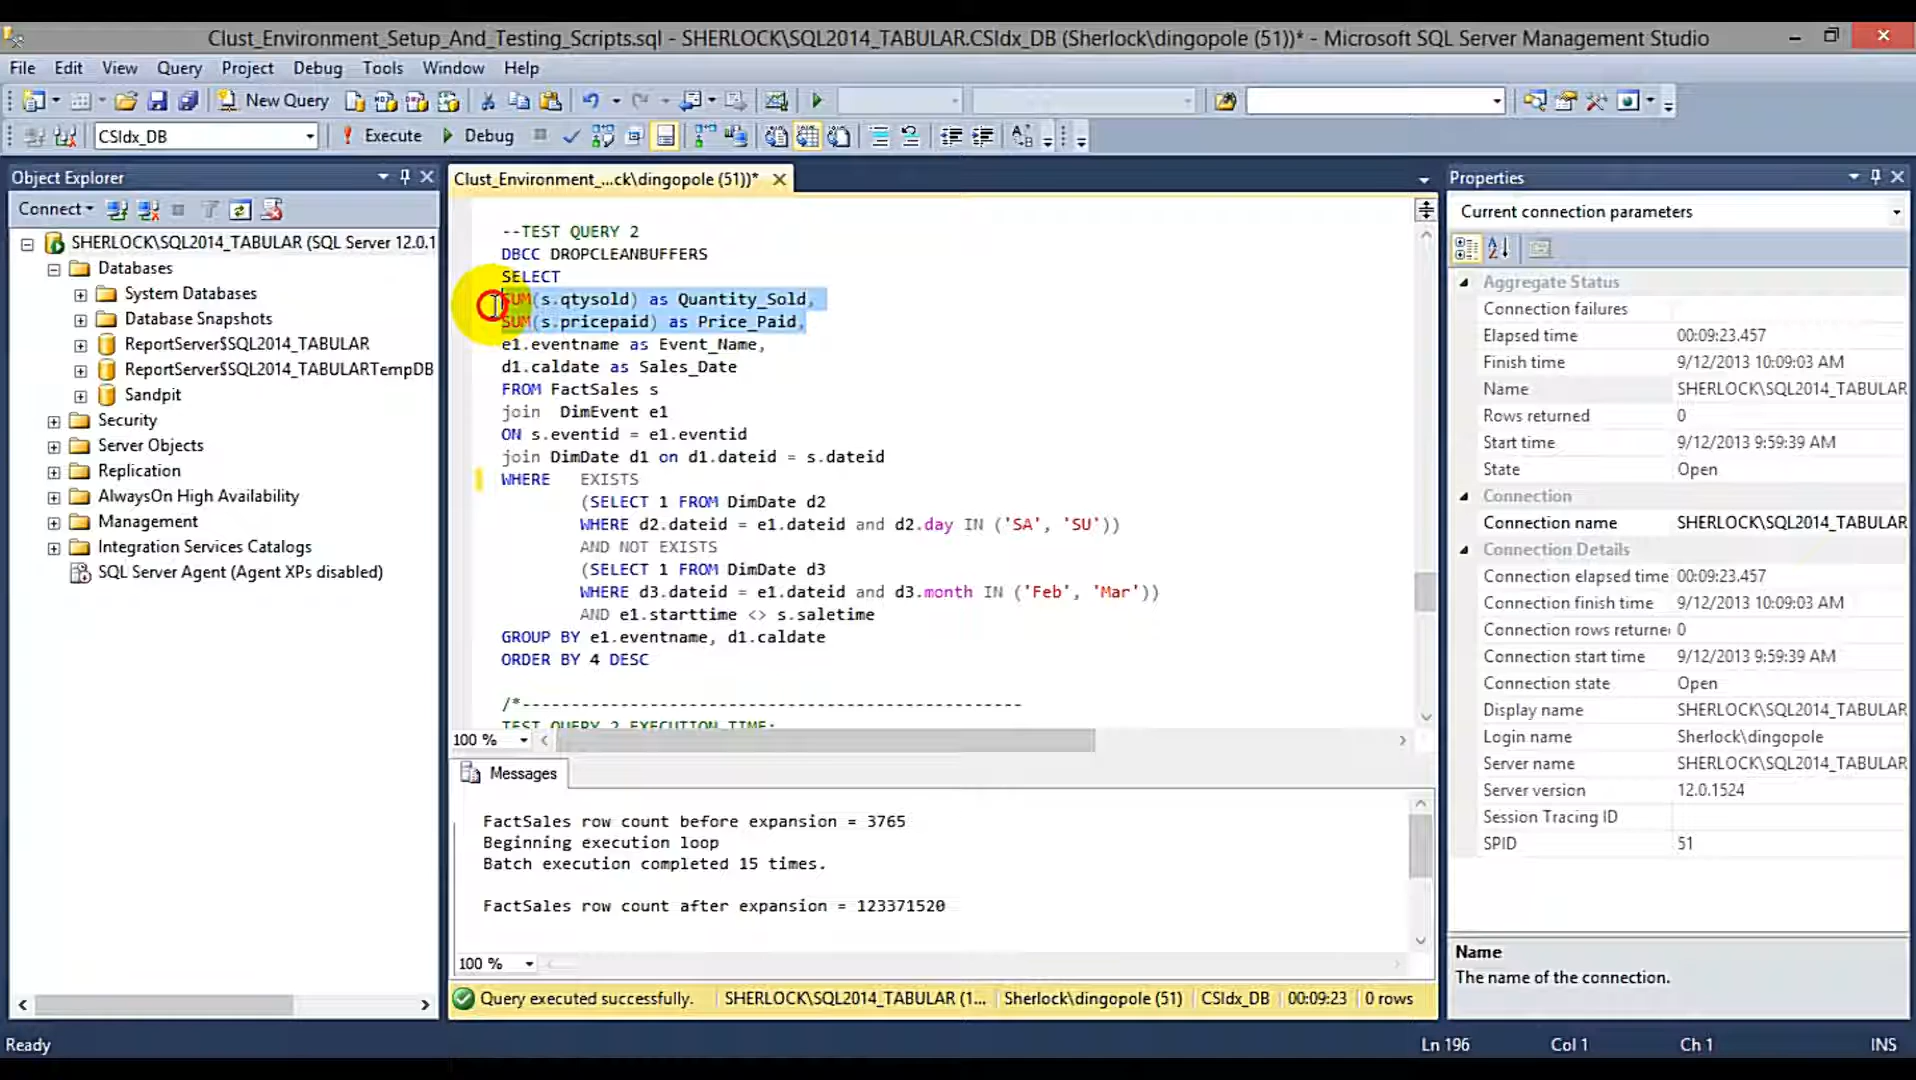 Clust_Environment_Setup_And_Testing_Scripts.sql - SHERLOCK\SQL2014_TABULAR.CSIdx_DB (Sherlock\dingopole (51))* - Microsoft SQL Server Management Studio
File Edit View Query Project Debug Tools Window Help
New Query
CSIdx_DB
Execute
Debug
Object Explorer
Connect
SHERLOCK\SQL2014_TABULAR (SQL Server 12.0.1
Databases
System Databases
Database Snapshots
ReportServer$SQL2014_TABULAR
ReportServer$SQL2014_TABULARTempDB
Sandpit
Security
Server Objects
Replication
AlwaysOn High Availability
Management
Integration Services Catalogs
SQL Server Agent (Agent XPs disabled)
Clust_Environment_...ck\dingopole (51))*
--TEST QUERY 2
DBCC DROPCLEANBUFFERS
SELECT
SUM(s.qtysold) as Quantity_Sold,
SUM(s.pricepaid) as Price_Paid,
e1.eventname as Event_Name,
d1.caldate as Sales_Date
FROM FactSales s
join DimEvent e1
ON s.eventid = e1.eventid
join DimDate d1 on d1.dateid = s.dateid
WHERE EXISTS
(SELECT 1 FROM DimDate d2
WHERE d2.dateid = e1.dateid and d2.day IN ('SA', 'SU'))
AND NOT EXISTS
(SELECT 1 FROM DimDate d3
WHERE d3.dateid = e1.dateid and d3.month IN ('Feb', 'Mar'))
AND e1.starttime <> s.saletime
GROUP BY e1.eventname, d1.caldate
ORDER BY 4 DESC
/*---------------------------------------------------
TEST QUERY 2 EXECUTION TIME:
100 %
Messages
FactSales row count before expansion = 3765
Beginning execution loop
Batch execution completed 15 times.
FactSales row count after expansion = 123371520
100 %
Query executed successfully. SHERLOCK\SQL2014_TABULAR (1... Sherlock\dingopole (51) CSIdx_DB 00:09:23 0 rows
Properties
Current connection parameters
Aggregate Status
Connection failures
Elapsed time 00:09:23.457
Finish time 9/12/2013 10:09:03 AM
Name SHERLOCK\SQL2014_TABULAR
Rows returned 0
Start time 9/12/2013 9:59:39 AM
State Open
Connection
Connection name SHERLOCK\SQL2014_TABULAR
Connection Details
Connection elapsed time 00:09:23.457
Connection finish time 9/12/2013 10:09:03 AM
Connection rows returne 0
Connection start time 9/12/2013 9:59:39 AM
Connection state Open
Display name SHERLOCK\SQL2014_TABULAR
Login name Sherlock\dingopole
Server name SHERLOCK\SQL2014_TABULAR
Server version 12.0.1524
Session Tracing ID
SPID 51
Name
The name of the connection.
Ready Ln 196 Col 1 Ch 1 INS